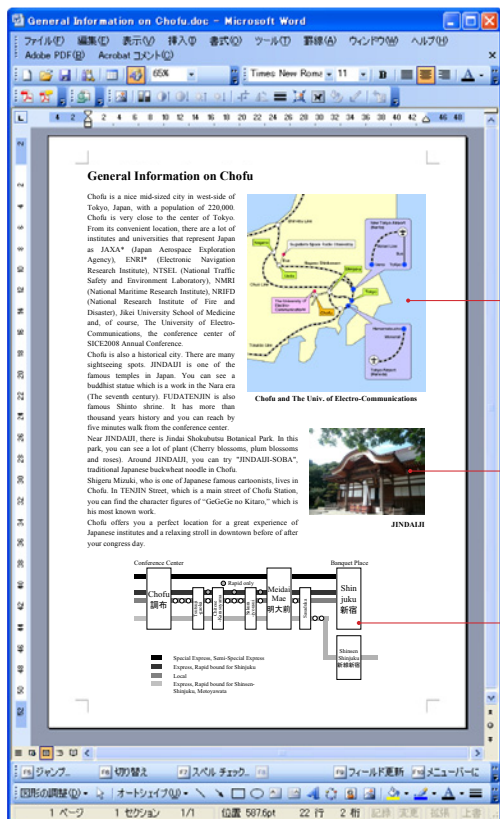 General Information on Chofu.doc - Microsoft Word
ファイル(F) 編集(E) 表示(V) 挿入(I) 書式(O) ツール(T) 罫線(A) ウィンドウ(W) ヘルプ(H)
Adobe PDF(B) Acrobat コメント(C)
65%
Times New Roma
11
General Information on Chofu
Chofu is a nice mid-sized city in west-side of
Tokyo, Japan, with a population of 220,000.
Chofu is very close to the center of Tokyo.
From its convenient location, there are a lot of
institutes and universities that represent Japan
as JAXA* (Japan Aerospace Exploration
Agency), ENRI* (Electronic Navigation
Research Institute), NTSEL (National Traffic
Safety and Environment Laboratory), NMRI
(National Maritime Research Institute), NRIFD
(National Research Institute of Fire and
Disaster), Jikei University School of Medicine
and, of course, The University of Electro-
Communications, the conference center of
SICE2008 Annual Conference.
Chofu is also a historical city. There are many
sightseeing spots. JINDAIJI is one of the
famous temples in Japan. You can see a
buddhist statue which is a work in the Nara era
(The seventh century). FUDATENJIN is also
famous Shinto shrine. It has more than
thousand years history and you can reach by
five minutes walk from the conference center.
Chofu and The Univ. of Electro-Communications
Near JINDAIJI, there is Jindai Shokubutsu Botanical Park. In this
park, you can see a lot of plant (Cherry blossoms, plum blossoms
and roses). Around JINDAIJI, you can try "JINDAIJI-SOBA",
traditional Japanese buckwheat noodle in Chofu.
Shigeru Mizuki, who is one of Japanese famous cartoonists, lives in
Chofu. In TENJIN Street, which is a main street of Chofu Station,
you can find the character figures of "GeGeGe no Kitaro," which is
his most known work.
Chofu offers you a perfect location for a great experience of
Japanese institutes and a relaxing stroll in downtown before of after
your congress day.
JINDAIJI
Conference Center
Banquet Place
Rapid only
Chofu
調布
Meidai
Mae
明大前
Shin
juku
新宿
Shinsen
Shinjuku
新線新宿
Special Express, Semi-Special Express
Express, Rapid bound for Shinjuku
Local
Express, Rapid bound for Shinsen-
Shinjuku, Motoyawata
ジャンプ... 切り替え スペル チェック... フィールド更新 メニューバーに
図形の調整(D) オートシェイプ(U)
1 ページ 1 セクション 1/1 位置 587.6pt 22 行 2 桁 記録 変更 拡張 上書